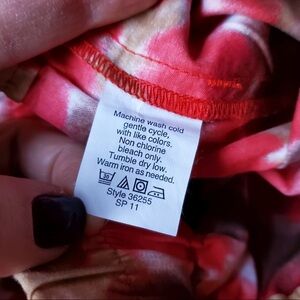 Machine wash cold
gentle cycle,
with like colors.
Non chlorine
bleach only.
Tumble dry low.
Warm iron as needed.
Style 36255
SP 11